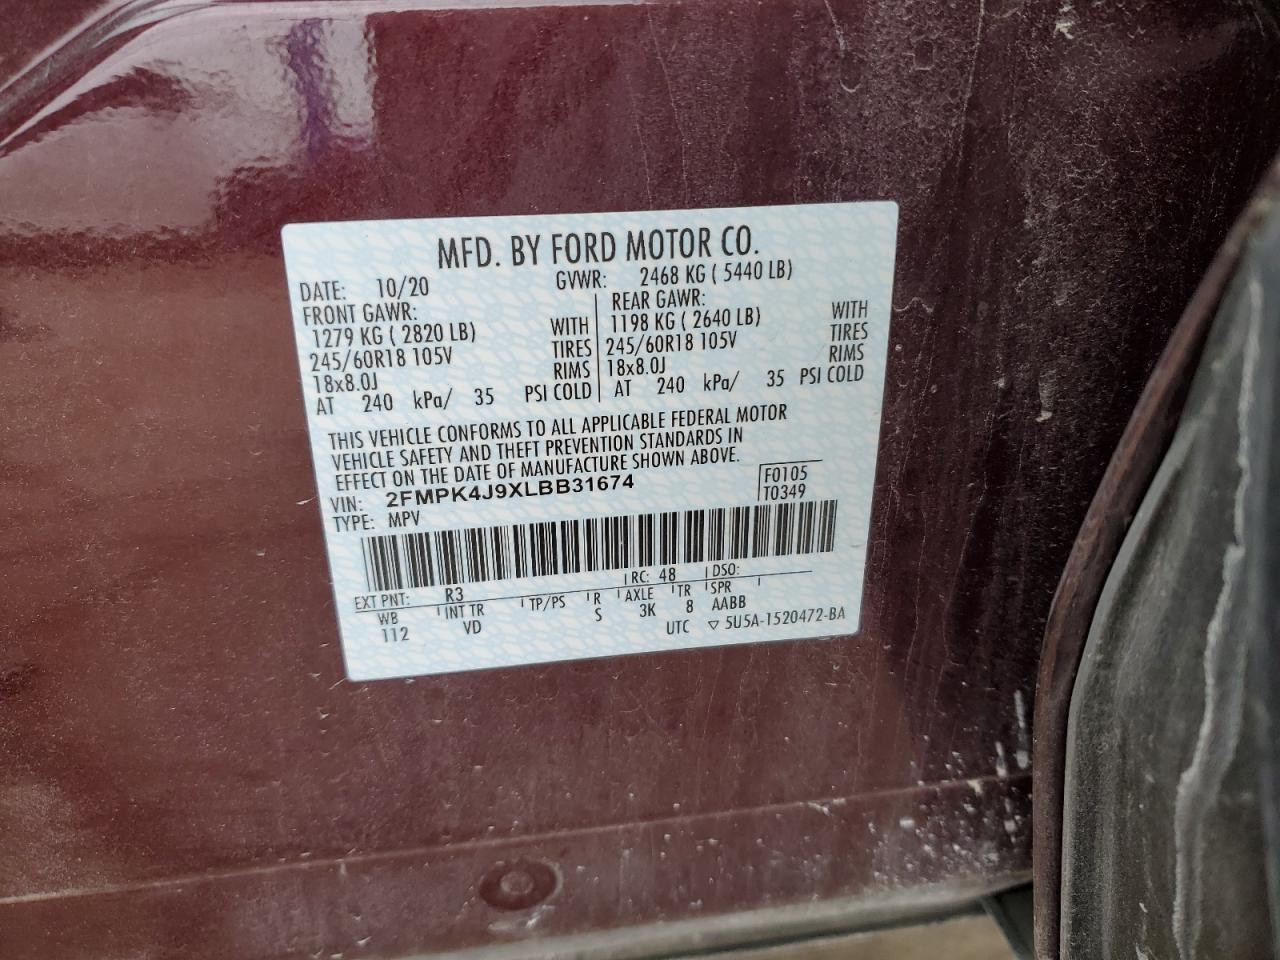 MFD. BY FORD MOTOR CO.
DATE: 10/20 GVWR: 2468 KG ( 5440 LB)
FRONT GAWR: REAR GAWR:
1279 KG ( 2820 LB) WITH 1198 KG ( 2640 LB) WITH
245/60R18 105V TIRES 245/60R18 105V TIRES
18x8.0J RIMS 18x8.0J RIMS
AT 240 kPa/ 35 PSI COLD AT 240 kPa/ 35 PSI COLD
THIS VEHICLE CONFORMS TO ALL APPLICABLE FEDERAL MOTOR
VEHICLE SAFETY AND THEFT PREVENTION STANDARDS IN
EFFECT ON THE DATE OF MANUFACTURE SHOWN ABOVE.
VIN: 2FMPK4J9XLBB31674 F0105
TYPE: MPV T0349
EXT PNT: R3 RC: 48 DSO:
WB INT TR TP/PS R AXLE TR SPR
112 VD S 3K 8 AABB
UTC ▽ 5U5A-1520472-BA